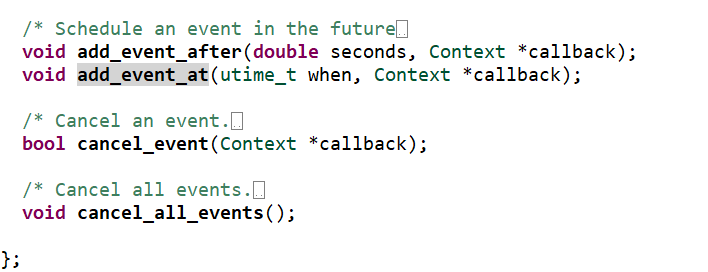 /* Schedule an event in the future..
void add_event_after(double seconds, Context *callback);
void add_event_at(utime_t when, Context *callback);
/* Cancel an event...
bool cancel_event(Context *callback);
/* Cancel all events...
void cancel_all_events();
};